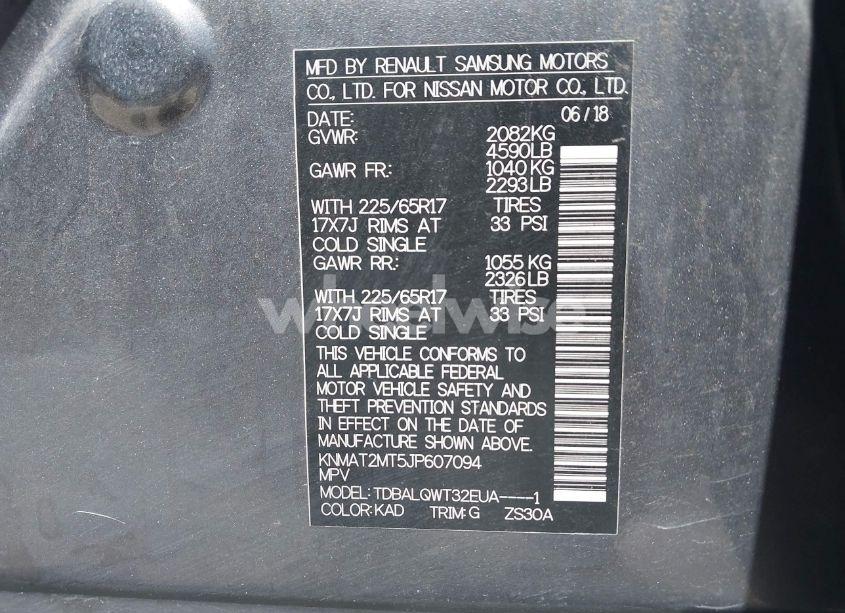 MFD BY RENAULT SAMSUNG MOTORS
CO., LTD. FOR NISSAN MOTOR CO., LTD.
DATE: 06/18
GVWR: 2082KG
4590LB
GAWR FR: 1040 KG
2293LB
WITH 225/65R17 TIRES
17X7J RIMS AT 33 PSI
COLD SINGLE
GAWR RR.: 1055 KG
2326LB
WITH 225/65R17 TIRES
17X7J RIMS AT 33 PSI
COLD SINGLE
wheelwise
THIS VEHICLE CONFORMS TO
ALL APPLICABLE FEDERAL
MOTOR VEHICLE SAFETY AND
THEFT PREVENTION STANDARDS
IN EFFECT ON THE DATE OF
MANUFACTURE SHOWN ABOVE.
KNMAT2MT5JP607094
MPV
MODEL: TDBALQWT32EUA----1
COLOR:KAD TRIM:G ZS30A